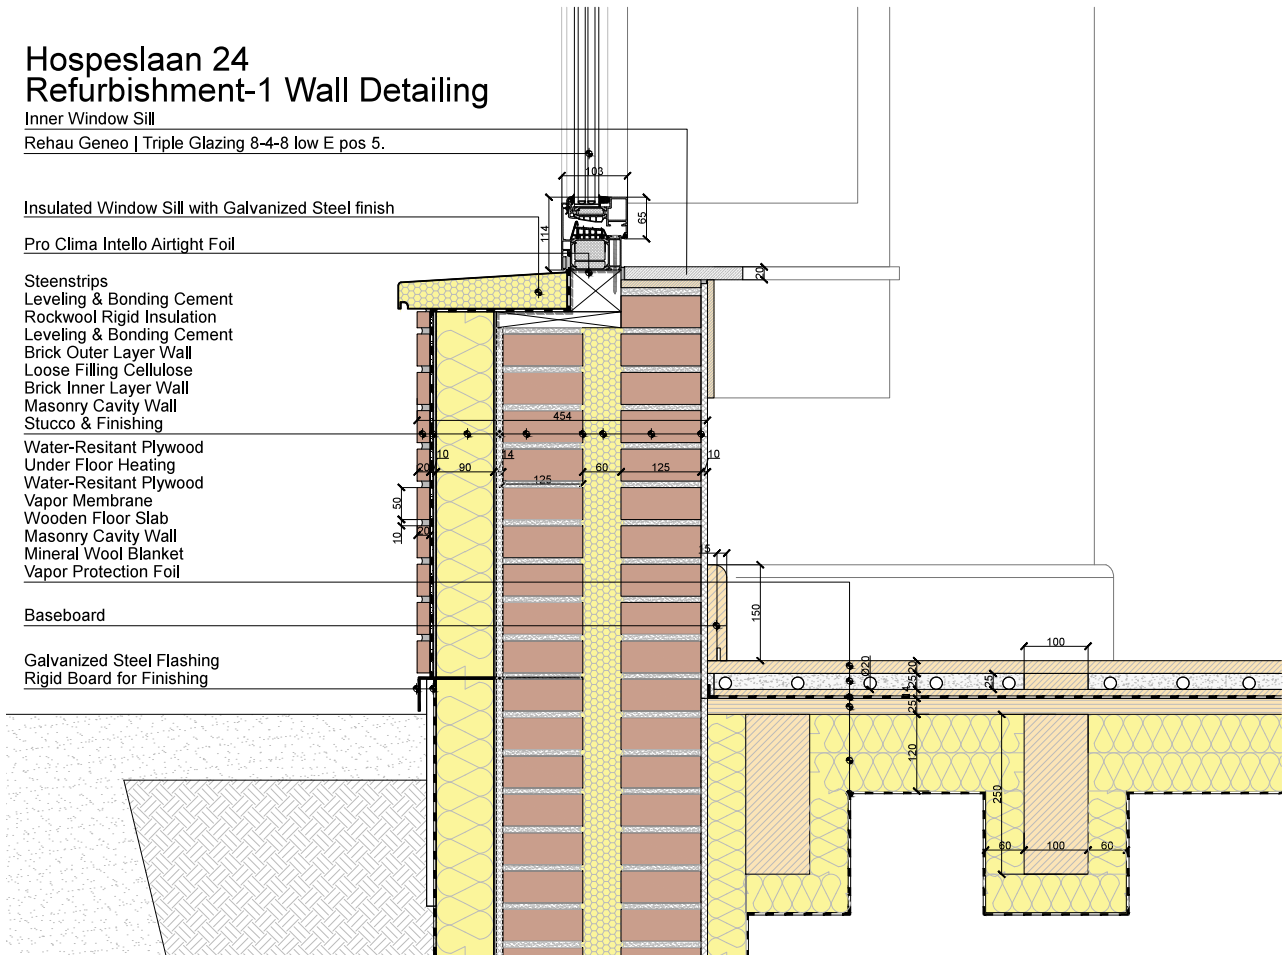 Hospeslaan 24
Refurbishment-1 Wall Detailing
Inner Window Sill
Rehau Geneo | Triple Glazing 8-4-8 low E pos 5.
103
Insulated Window Sill with Galvanized Steel finish
114
65
Pro Clima Intello Airtight Foil
20
Steenstrips
Leveling & Bonding Cement
Rockwool Rigid Insulation
Leveling & Bonding Cement
Brick Outer Layer Wall
Loose Filling Cellulose
Brick Inner Layer Wall
Masonry Cavity Wall
Stucco & Finishing
454
Water-Resitant Plywood
Under Floor Heating
Water-Resitant Plywood
Vapor Membrane
Wooden Floor Slab
Masonry Cavity Wall
Mineral Wool Blanket
Vapor Protection Foil
10
14
10
20
90
60
125
125
50
10
20
15
Baseboard
150
100
Galvanized Steel Flashing
Rigid Board for Finishing
Ø20
20
25
25
14
25
120
250
60
100
60